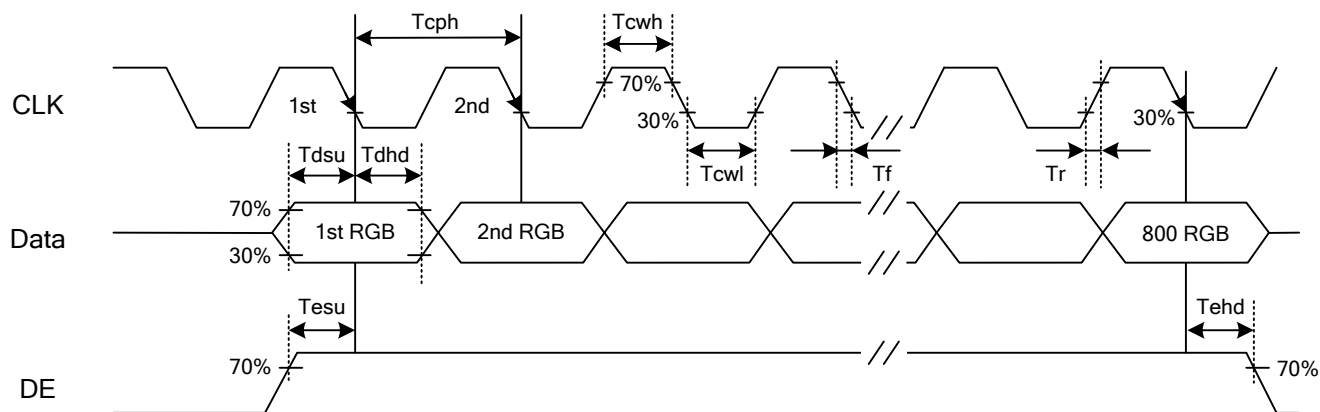 Tcph
Tcwh
CLK
1st
2nd
70%
30%
30%
Tdsu
Tdhd
Tcwl
Tf
Tr
70%
Data
1st RGB
2nd RGB
800 RGB
30%
Tesu
Tehd
70%
70%
DE